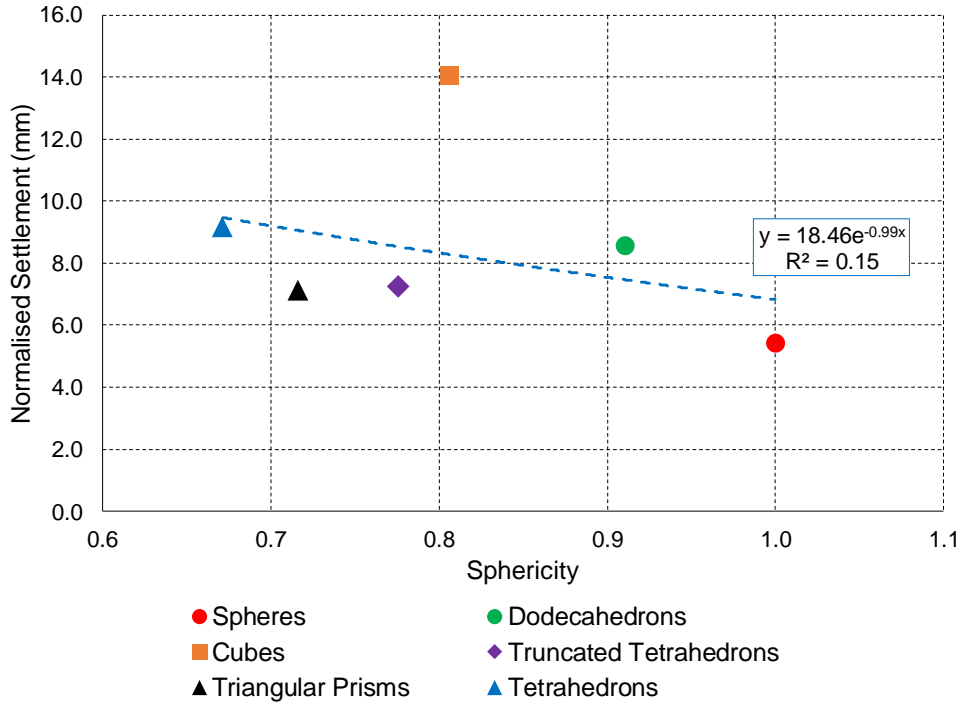 16.0
14.0
12.0
10.0
8.0
6.0
4.0
2.0
0.0
Normalised Settlement (mm)
y = 18.46e^-0.99x
R² = 0.15
0.6 0.7 0.8 0.9 1.0 1.1
Sphericity
Spheres Dodecahedrons
Cubes Truncated Tetrahedrons
Triangular Prisms Tetrahedrons